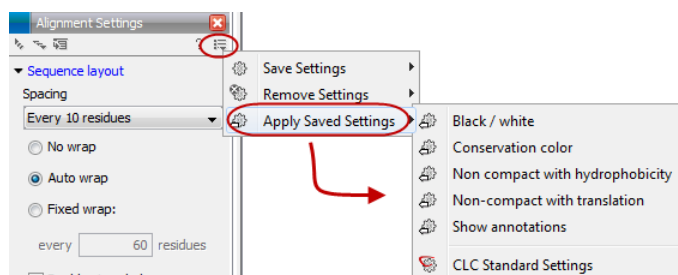 Alignment Settings
?
Sequence layout
Spacing
Every 10 residues
No wrap
Auto wrap
Fixed wrap:
every 60 residues
Save Settings
Remove Settings
Apply Saved Settings
Black / white
Conservation color
Non compact with hydrophobicity
Non-compact with translation
Show annotations
CLC Standard Settings